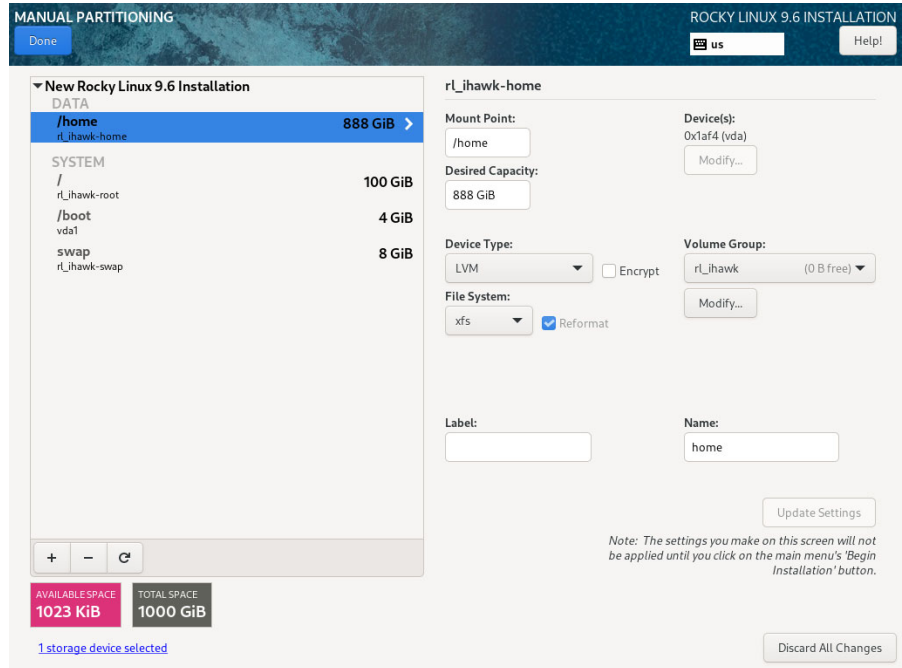 MANUAL PARTITIONING
ROCKY LINUX 9.6 INSTALLATION
Done
us
Help!
New Rocky Linux 9.6 Installation
DATA
/home
888 GiB
rl_ihawk-home
SYSTEM
/
100 GiB
rl_ihawk-root
/boot
4 GiB
vda1
swap
8 GiB
rl_ihawk-swap
+ −
AVAILABLE SPACE
1023 KiB
TOTAL SPACE
1000 GiB
1 storage device selected
rl_ihawk-home
Mount Point:
/home
Device(s):
0x1af4 (vda)
Modify...
Desired Capacity:
888 GiB
Device Type:
LVM
Encrypt
Volume Group:
rl_ihawk (0 B free)
Modify...
File System:
xfs
Reformat
Label:
Name:
home
Update Settings
Note: The settings you make on this screen will not
be applied until you click on the main menu's 'Begin
Installation' button.
Discard All Changes